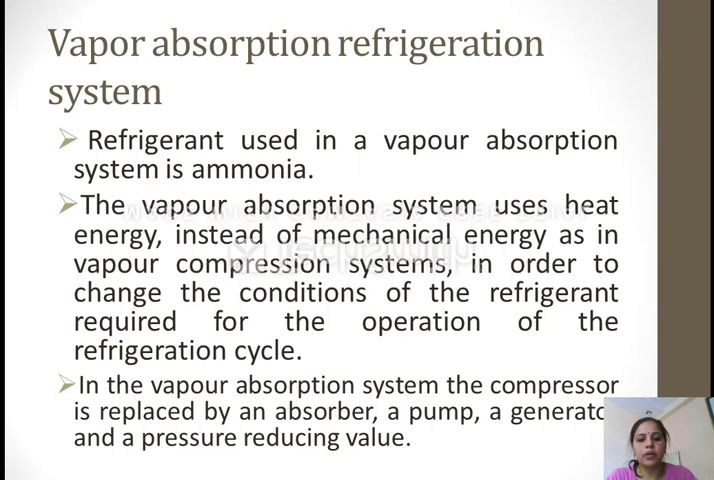 Vapor absorption refrigeration
system
Refrigerant used in a vapour absorption
system is ammonia.
The vapour absorption system uses heat
energy, instead of mechanical energy as in
vapour compression systems, in order to
change the conditions of the refrigerant
required for the operation of the
refrigeration cycle.
In the vapour absorption system the compressor
is replaced by an absorber, a pump, a generato
and a pressure reducing value.